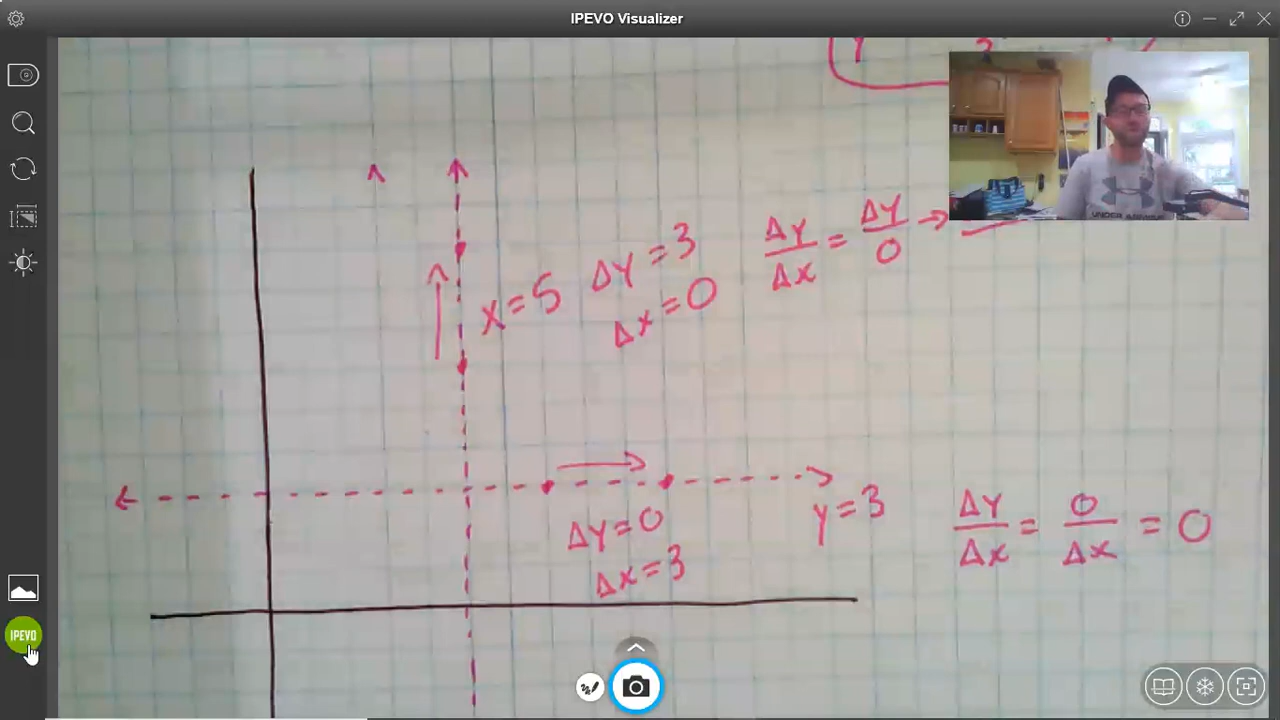 IPEVO Visualizer
ΔY/Δx = ΔY/0 →
x=5 ΔY=3
Δx=0
ΔY=0
Δx=3
y=3
ΔY/Δx = 0/Δx = 0
UNDER ARMOUR
IPEVO